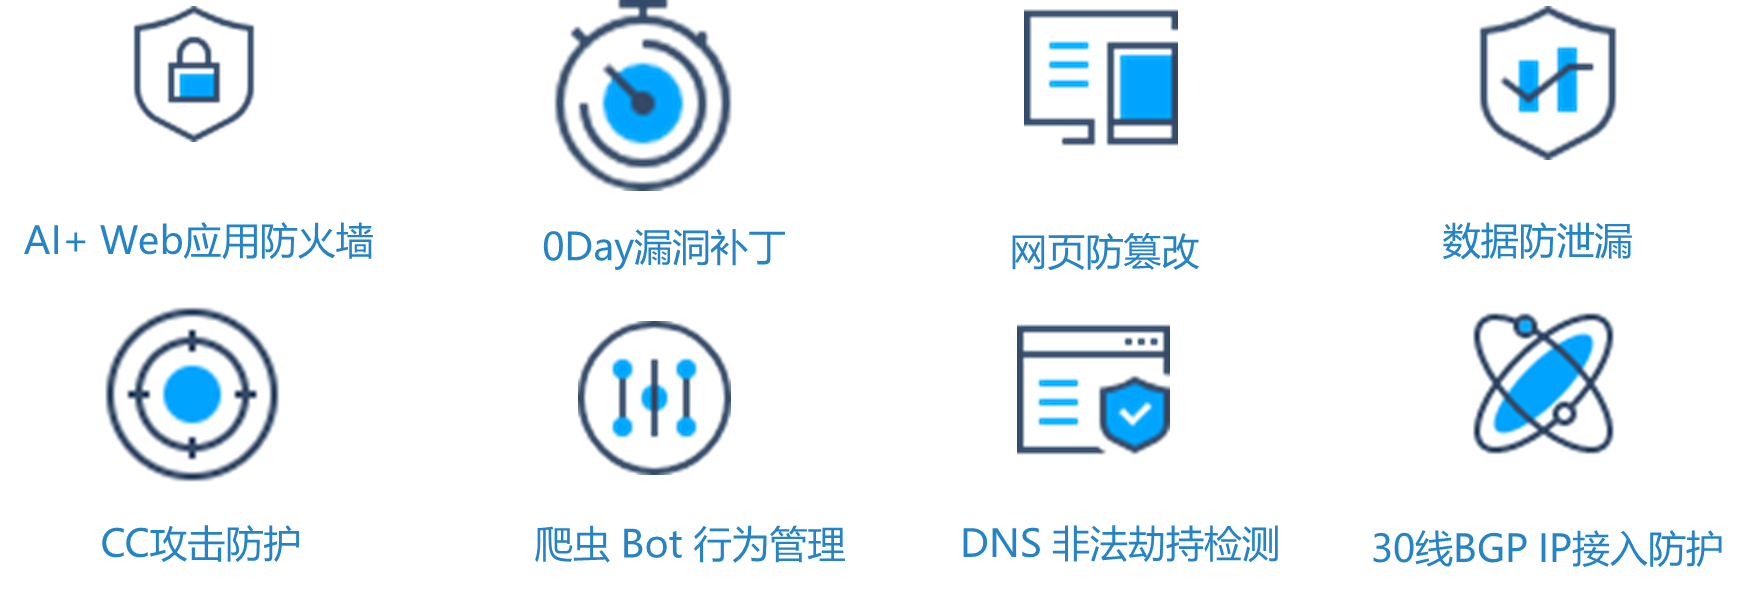 AI+ Web应用防火墙
0Day漏洞补丁
网页防篡改
数据防泄漏
CC攻击防护
爬虫 Bot 行为管理
DNS 非法劫持检测
30线BGP IP接入防护